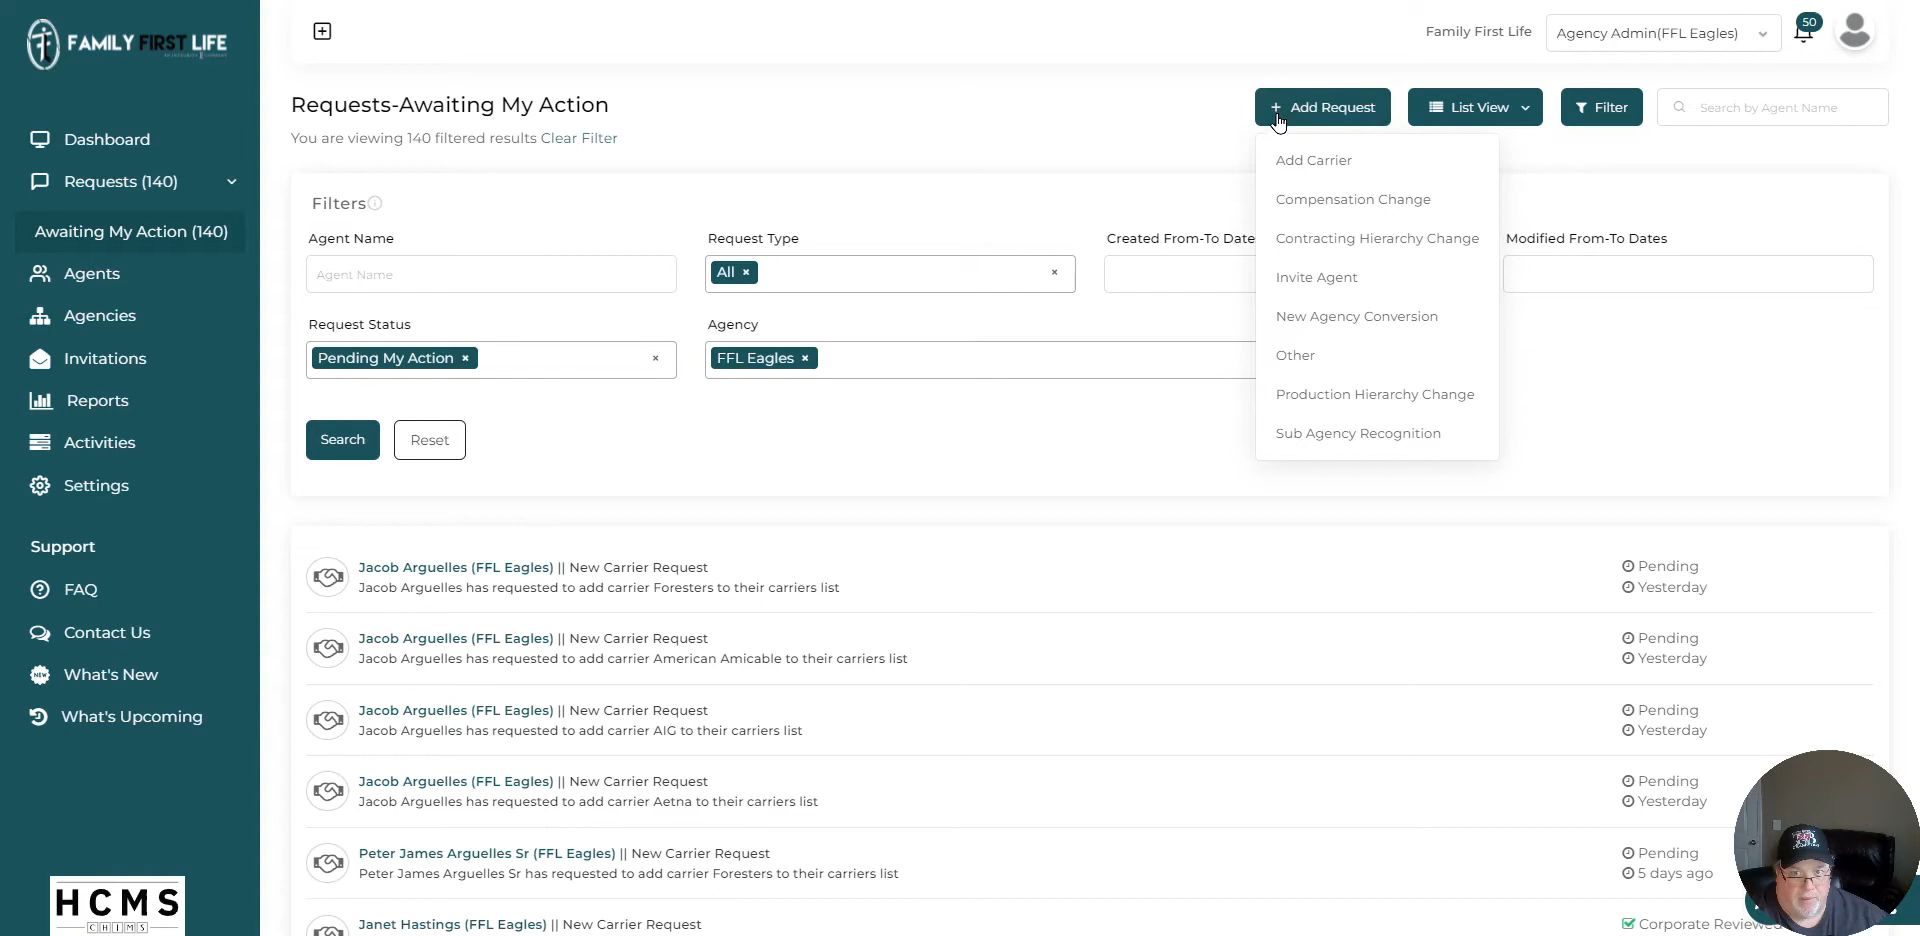 FAMILY FIRST LIFE
Family First Life
Agency Admin(FFL Eagles)
50
Dashboard
Requests (140)
Awaiting My Action (140)
Agents
Agencies
Invitations
Reports
Activities
Settings
Support
FAQ
Contact Us
NEW
What's New
What's Upcoming
HCMS
CHIMS
Requests-Awaiting My Action
You are viewing 140 filtered results Clear Filter
+ Add Request
List View
Filter
Search by Agent Name
Add Carrier
Compensation Change
Contracting Hierarchy Change
Invite Agent
New Agency Conversion
Other
Production Hierarchy Change
Sub Agency Recognition
Filters
Agent Name
Request Type
Created From-To Dates
Modified From-To Dates
Agent Name
All ×
×
Request Status
Agency
Pending My Action ×
×
FFL Eagles ×
Search
Reset
Jacob Arguelles (FFL Eagles) || New Carrier Request
Pending
Jacob Arguelles has requested to add carrier Foresters to their carriers list
Yesterday
Jacob Arguelles (FFL Eagles) || New Carrier Request
Pending
Jacob Arguelles has requested to add carrier American Amicable to their carriers list
Yesterday
Jacob Arguelles (FFL Eagles) || New Carrier Request
Pending
Jacob Arguelles has requested to add carrier AIG to their carriers list
Yesterday
Jacob Arguelles (FFL Eagles) || New Carrier Request
Pending
Jacob Arguelles has requested to add carrier Aetna to their carriers list
Yesterday
Peter James Arguelles Sr (FFL Eagles) || New Carrier Request
Pending
Peter James Arguelles Sr has requested to add carrier Foresters to their carriers list
5 days ago
Janet Hastings (FFL Eagles) || New Carrier Request
Corporate Reviewed